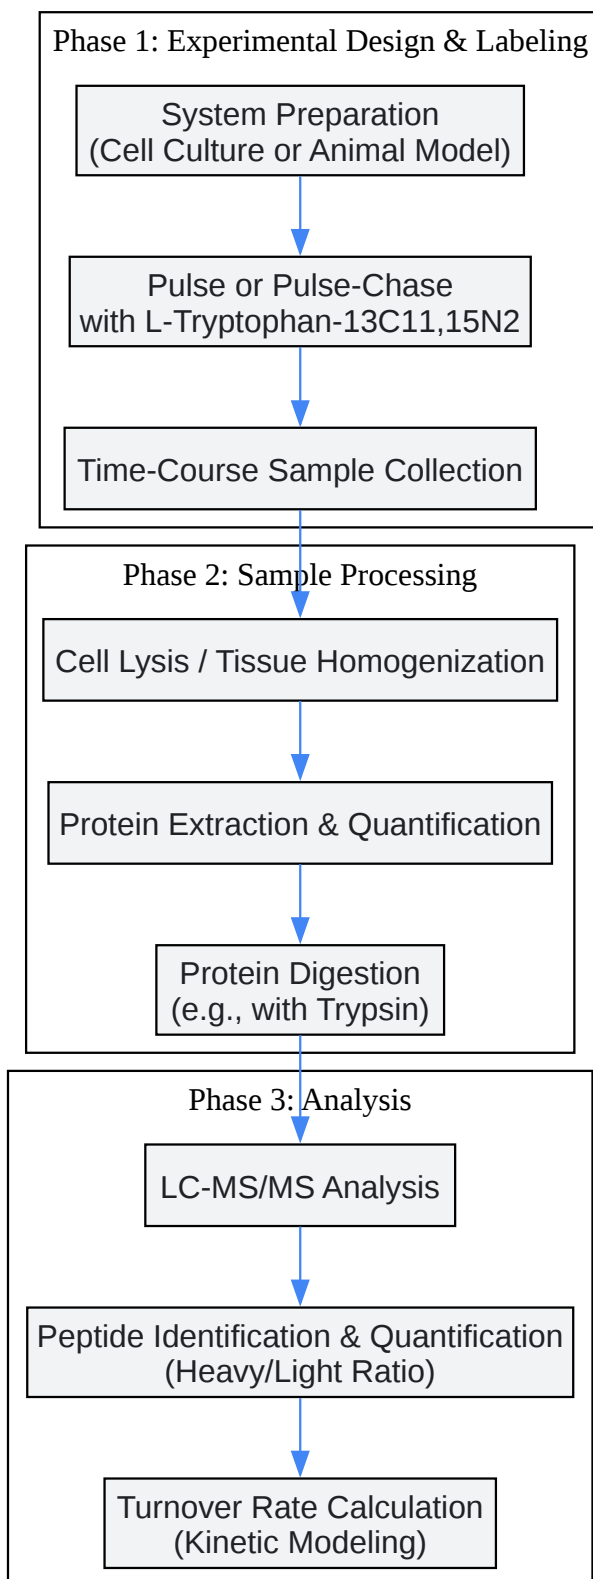 Phase 1: Experimental Design & Labeling
System Preparation
(Cell Culture or Animal Model)
Pulse or Pulse-Chase
with L-Tryptophan-13C11,15N2
Time-Course Sample Collection
Phase 2: Sample Processing
Cell Lysis / Tissue Homogenization
Protein Extraction & Quantification
Protein Digestion
(e.g., with Trypsin)
Phase 3: Analysis
LC-MS/MS Analysis
Peptide Identification & Quantification
(Heavy/Light Ratio)
Turnover Rate Calculation
(Kinetic Modeling)